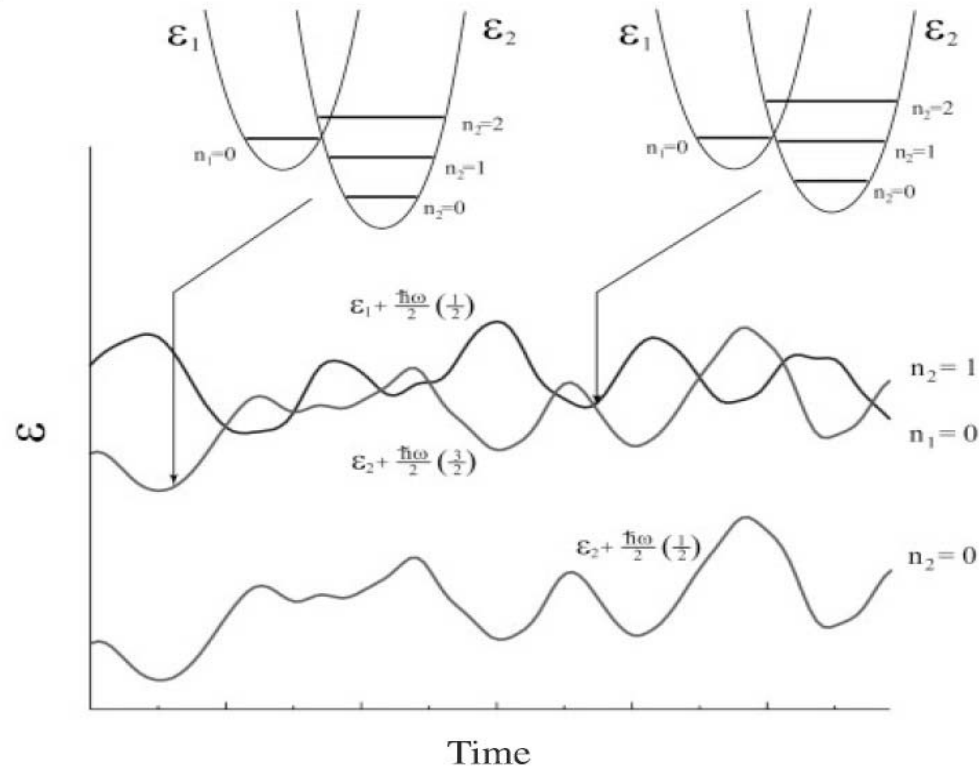 ε₁
ε₂
n₂=2
n₁=0
n₂=1
n₂=0
ε₁
ε₂
n₂=2
n₁=0
n₂=1
n₂=0
ε₁ + ħω/2 (1/2)
n₂ = 1
ε
n₁ = 0
ε₂ + ħω/2 (3/2)
ε₂ + ħω/2 (1/2)
n₂ = 0
Time